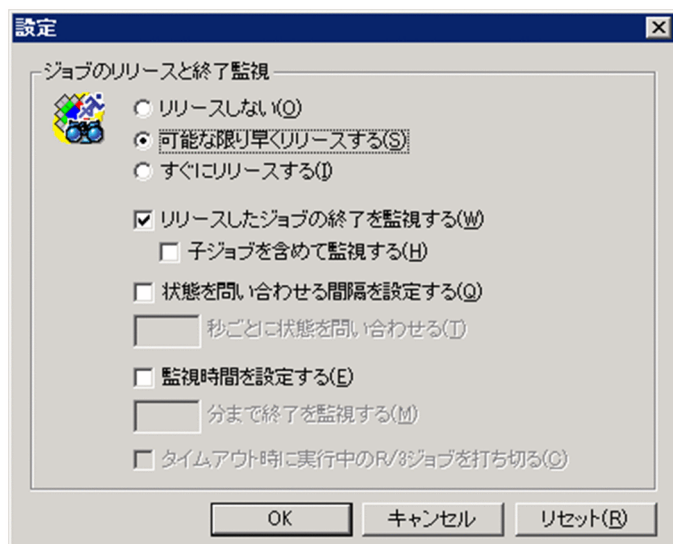 設定
ジョブのリリースと終了監視
リリースしない(O)
可能な限り早くリリースする(S)
すぐにリリースする(I)
リリースしたジョブの終了を監視する(W)
子ジョブを含めて監視する(H)
状態を問い合わせる間隔を設定する(Q)
秒ごとに状態を問い合わせる(T)
監視時間を設定する(E)
分まで終了を監視する(M)
タイムアウト時に実行中のR/3ジョブを打ち切る(C)
OK キャンセル リセット(R)